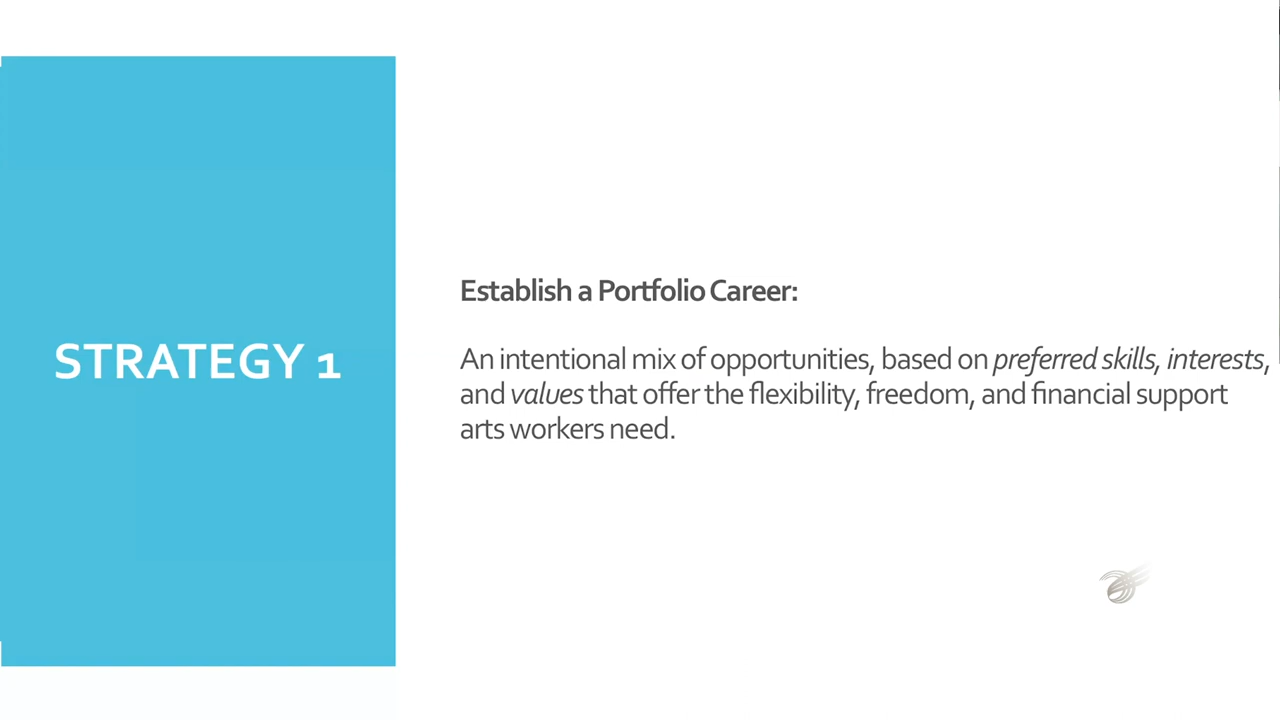 STRATEGY 1
Establish a Portfolio Career:
An intentional mix of opportunities, based on preferred skills, interests,
and values that offer the flexibility, freedom, and financial support
arts workers need.